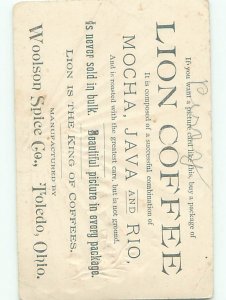 If you want a picture like this, buy a package of
LION COFFEE
It is composed of a successful combination of
MOCHA, JAVA AND RIO,
And is roasted with the greatest care, but is not ground.
Is never sold in bulk. Beautiful picture in every package.
LION IS THE KING OF COFFEES.
MANUFACTURED BY
Woolson Spice Co., Toledo, Ohio.